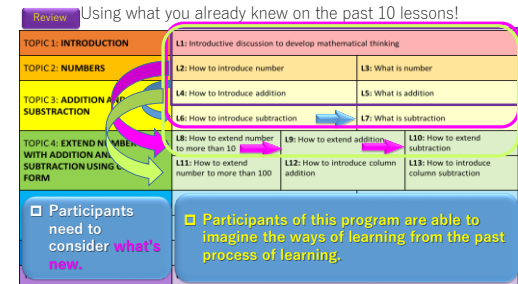 Review
Using what you already knew on the past 10 lessons!
TOPIC 1: INTRODUCTION
L1: Introductive discussion to develop mathematical thinking
TOPIC 2: NUMBERS
L2: How to introduce number
L3: What is number
TOPIC 3: ADDITION AND
SUBSTRACTION
L4: How to introduce addition
L5: What is addition
L6: How to introduce subtraction
L7: What is subtraction
TOPIC 4: EXTEND NUMBER
WITH ADDITION AND
SUBTRACTION USING
FORM
L8: How to extend number
to more than 10
L9: How to extend addition
L10: How to extend
subtraction
L11: How to extend
number to more than 100
L12: How to introduce column
addition
L13: How to introduce
column subtraction
Participants
need to
consider what's
new.
Participants of this program are able to
imagine the ways of learning from the past
process of learning.